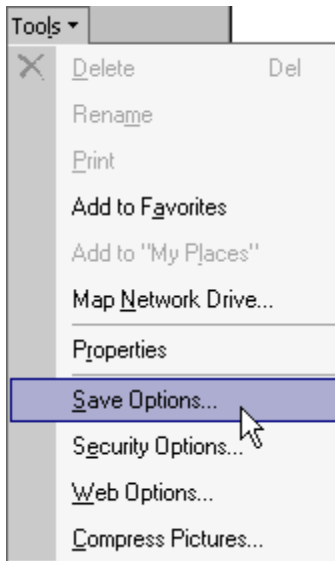 Tools
Delete Del
Rename
Print
Add to Favorites
Add to "My Places"
Map Network Drive...
Properties
Save Options...
Security Options...
Web Options...
Compress Pictures...